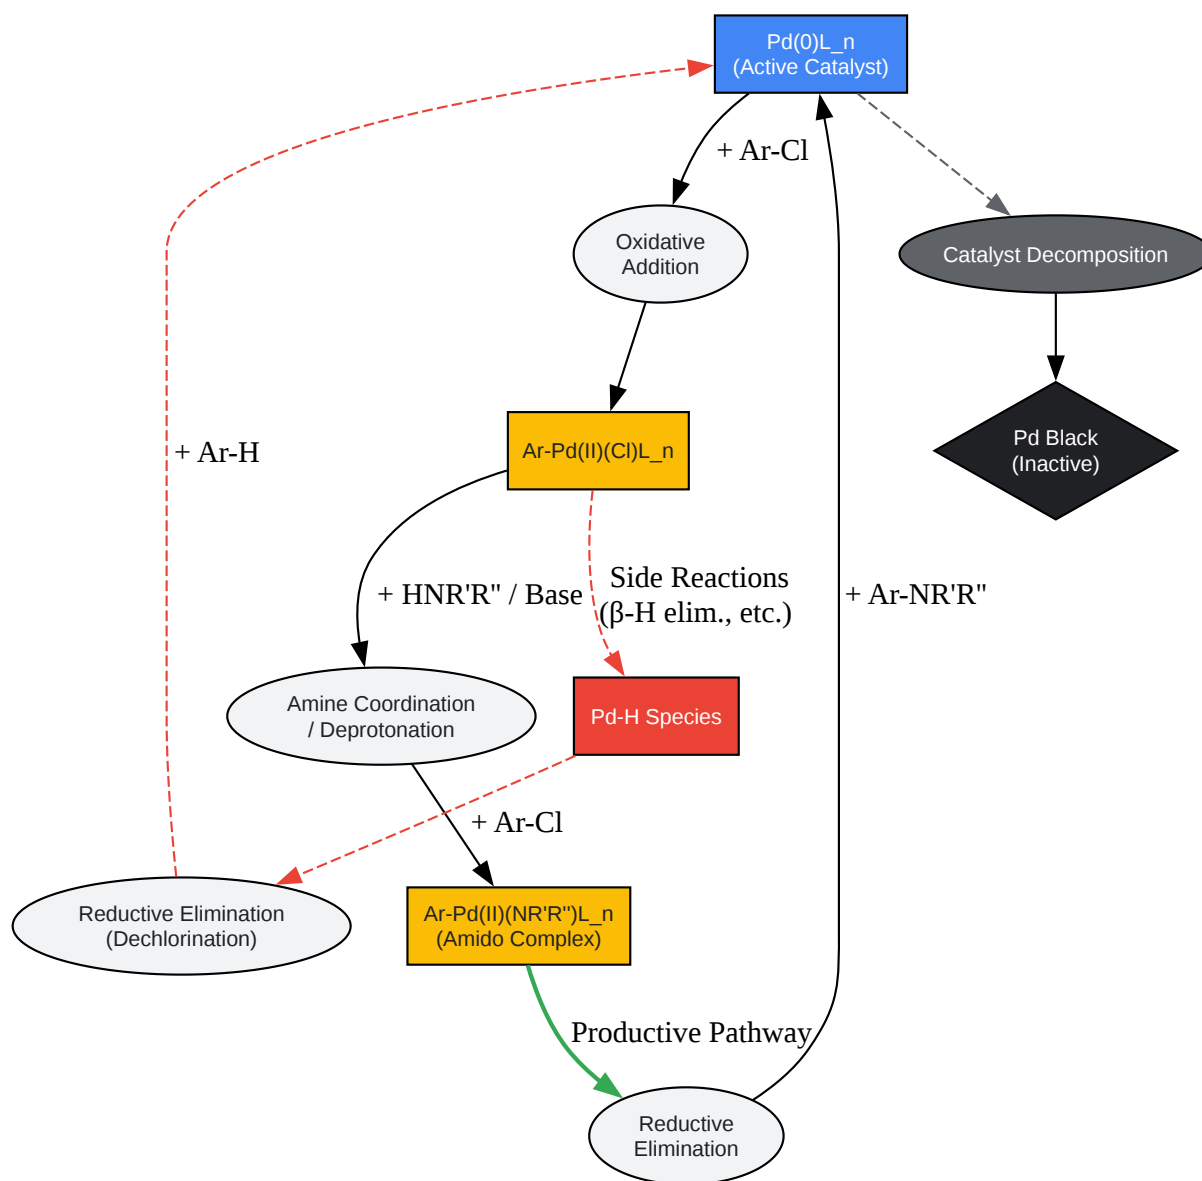 Pd(0)L_n
(Active Catalyst)
+ Ar-Cl
Oxidative
Addition
Catalyst Decomposition
Ar-Pd(II)(Cl)L_n
Pd Black
(Inactive)
+ Ar-H
+ HNR'R" / Base
Side Reactions
(β-H elim., etc.)
+ Ar-NR'R"
Amine Coordination
/ Deprotonation
Pd-H Species
+ Ar-Cl
Reductive Elimination
(Dechlorination)
Ar-Pd(II)(NR'R")L_n
(Amido Complex)
Productive Pathway
Reductive
Elimination